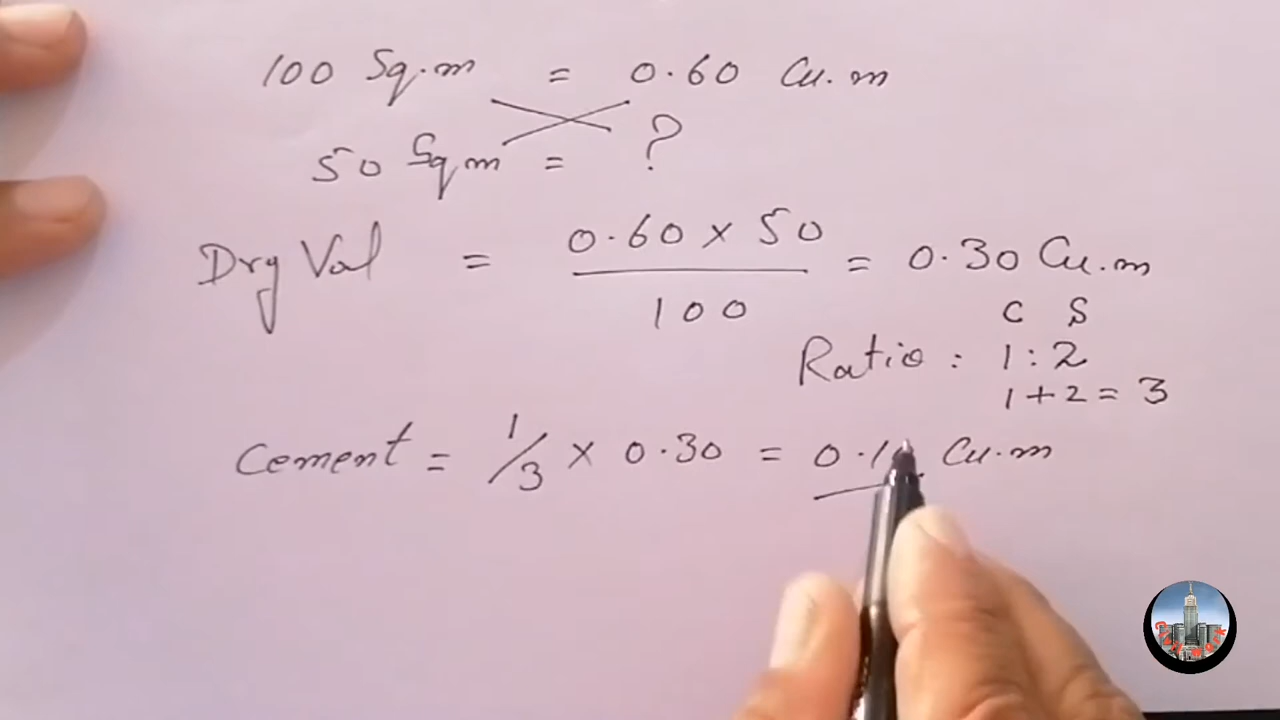 100 Sq.m = 0.60 Cu.m
50 Sqm = ?
Dry Vol = 0.60 x 50 / 100 = 0.30 Cu.m
C S
Ratio : 1 : 2
1 + 2 = 3
Cement = 1/3 x 0.30 = Cu.m